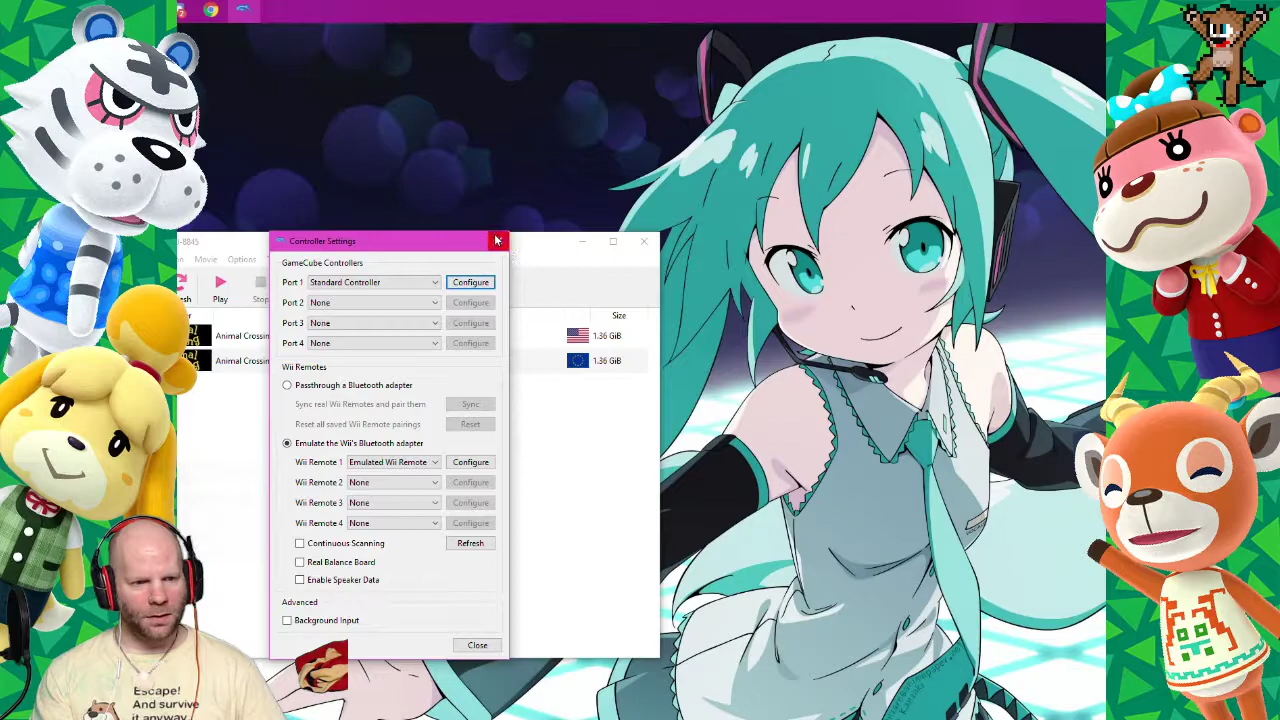 -8845
Controller Settings
Movie
Options
Play
GameCube Controllers
Port 1 Standard Controller Configure
Port 2 None Configure
Port 3 None Configure
Port 4 None Configure
Size
Animal Crossin
1.36 GiB
Animal Crossin
1.36 GiB
Wii Remotes
Passthrough a Bluetooth adapter
Sync real Wii Remotes and pair them Sync
Reset all saved Wii Remote pairings Reset
Emulate the Wii's Bluetooth adapter
Wii Remote 1 Emulated Wii Remote Configure
Wii Remote 2 None Configure
Wii Remote 3 None Configure
Wii Remote 4 None Configure
Continuous Scanning Refresh
Real Balance Board
Enable Speaker Data
Advanced
Background Input
Close
Escape!
And survive
it anyway